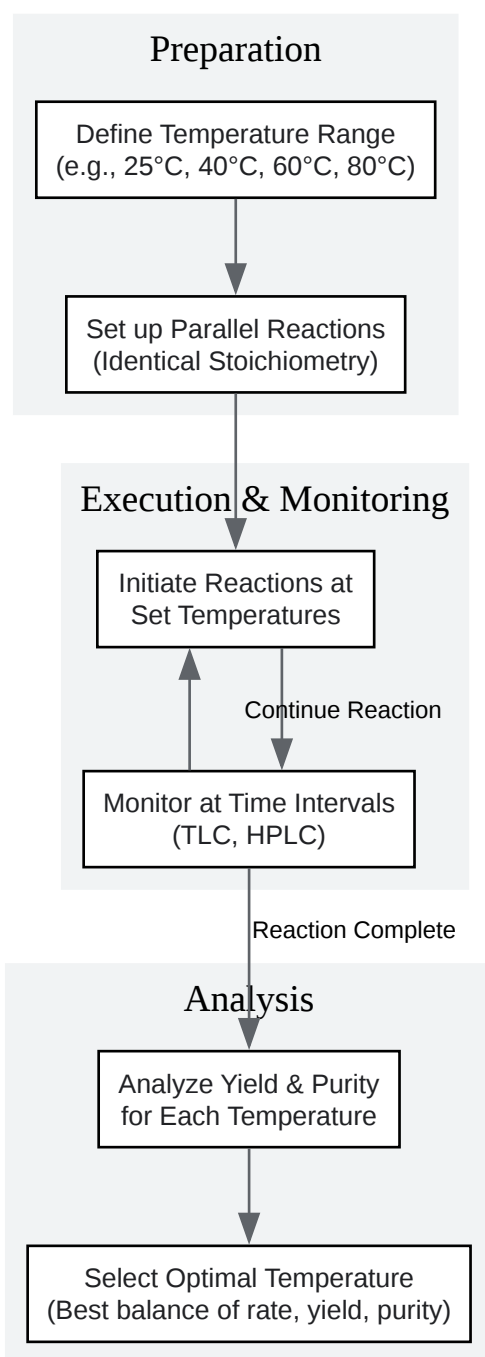 Preparation
Define Temperature Range
(e.g., 25°C, 40°C, 60°C, 80°C)
Set up Parallel Reactions
(Identical Stoichiometry)
Execution & Monitoring
Initiate Reactions at
Set Temperatures
Continue Reaction
Monitor at Time Intervals
(TLC, HPLC)
Reaction Complete
Analysis
Analyze Yield & Purity
for Each Temperature
Select Optimal Temperature
(Best balance of rate, yield, purity)